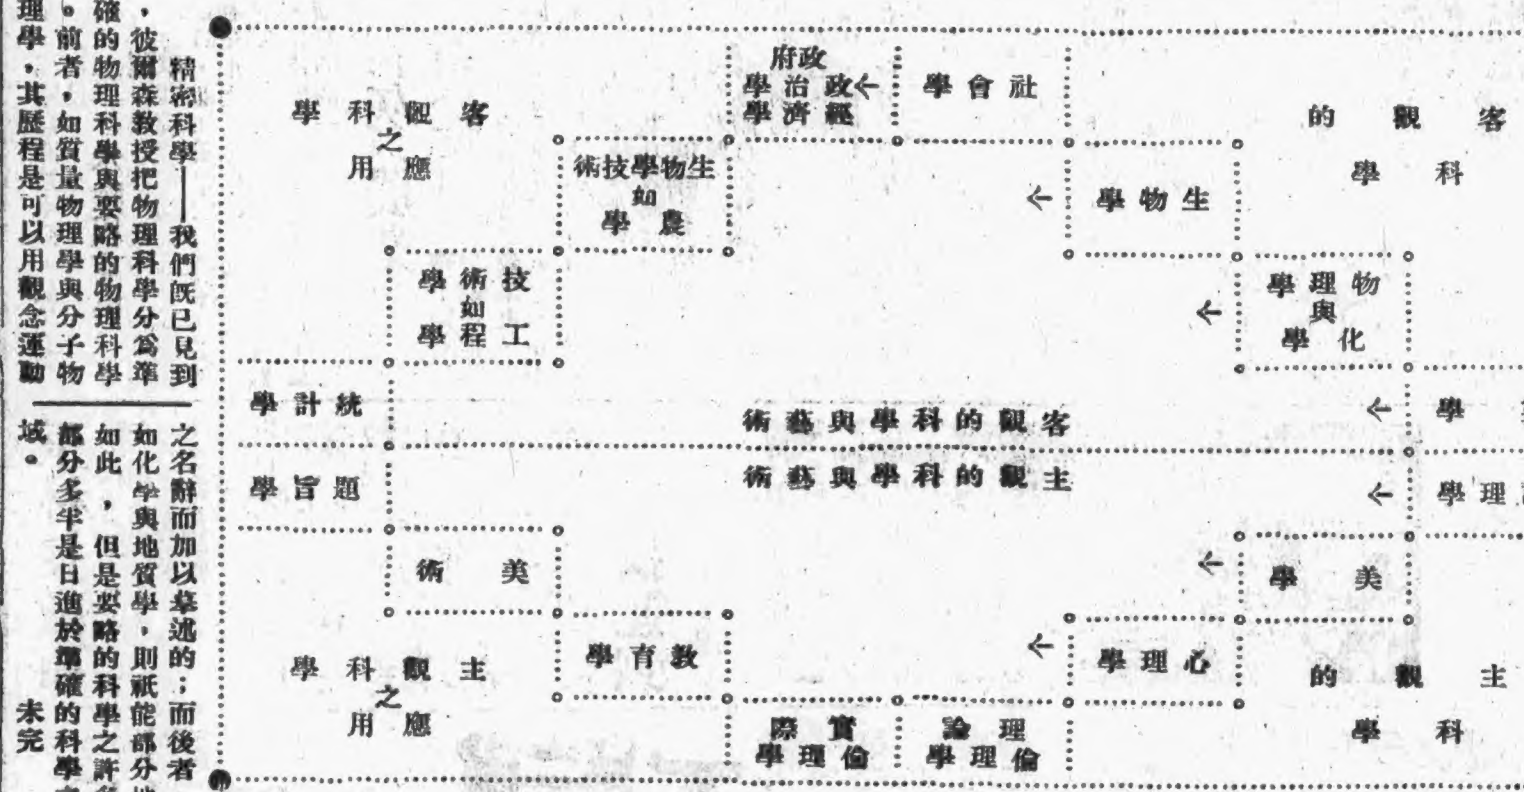 客觀的
科學
物理學
與
化學
生物學
社會學
政府
政治學
經濟學
生物學技術
如
農學
技術學
如
工程學
客觀科學
之
應用
學
統計學
客觀的科學與藝術
主觀的科學與藝術
題旨學
理學
美學
心理學
主觀的
科學
理論
倫理學
實際
倫理學
教育學
美術
主觀科學
之
應用
精密科學——我們既已見到
，彼爾森教授把物理科學分爲準
確的物理科學與要略的物理科學
。前者，如質量物理學與分子物
理學，其歷程是可以用觀念運動
之名辭而加以摹述的；而後者
如化學與地質學，則祇能部分地
如此，但是要略的科學之許多
部分多半是日進於準確的科學之
域。
未完